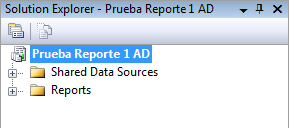 Solution Explorer - Prueba Reporte 1 AD
Prueba Reporte 1 AD
Shared Data Sources
Reports